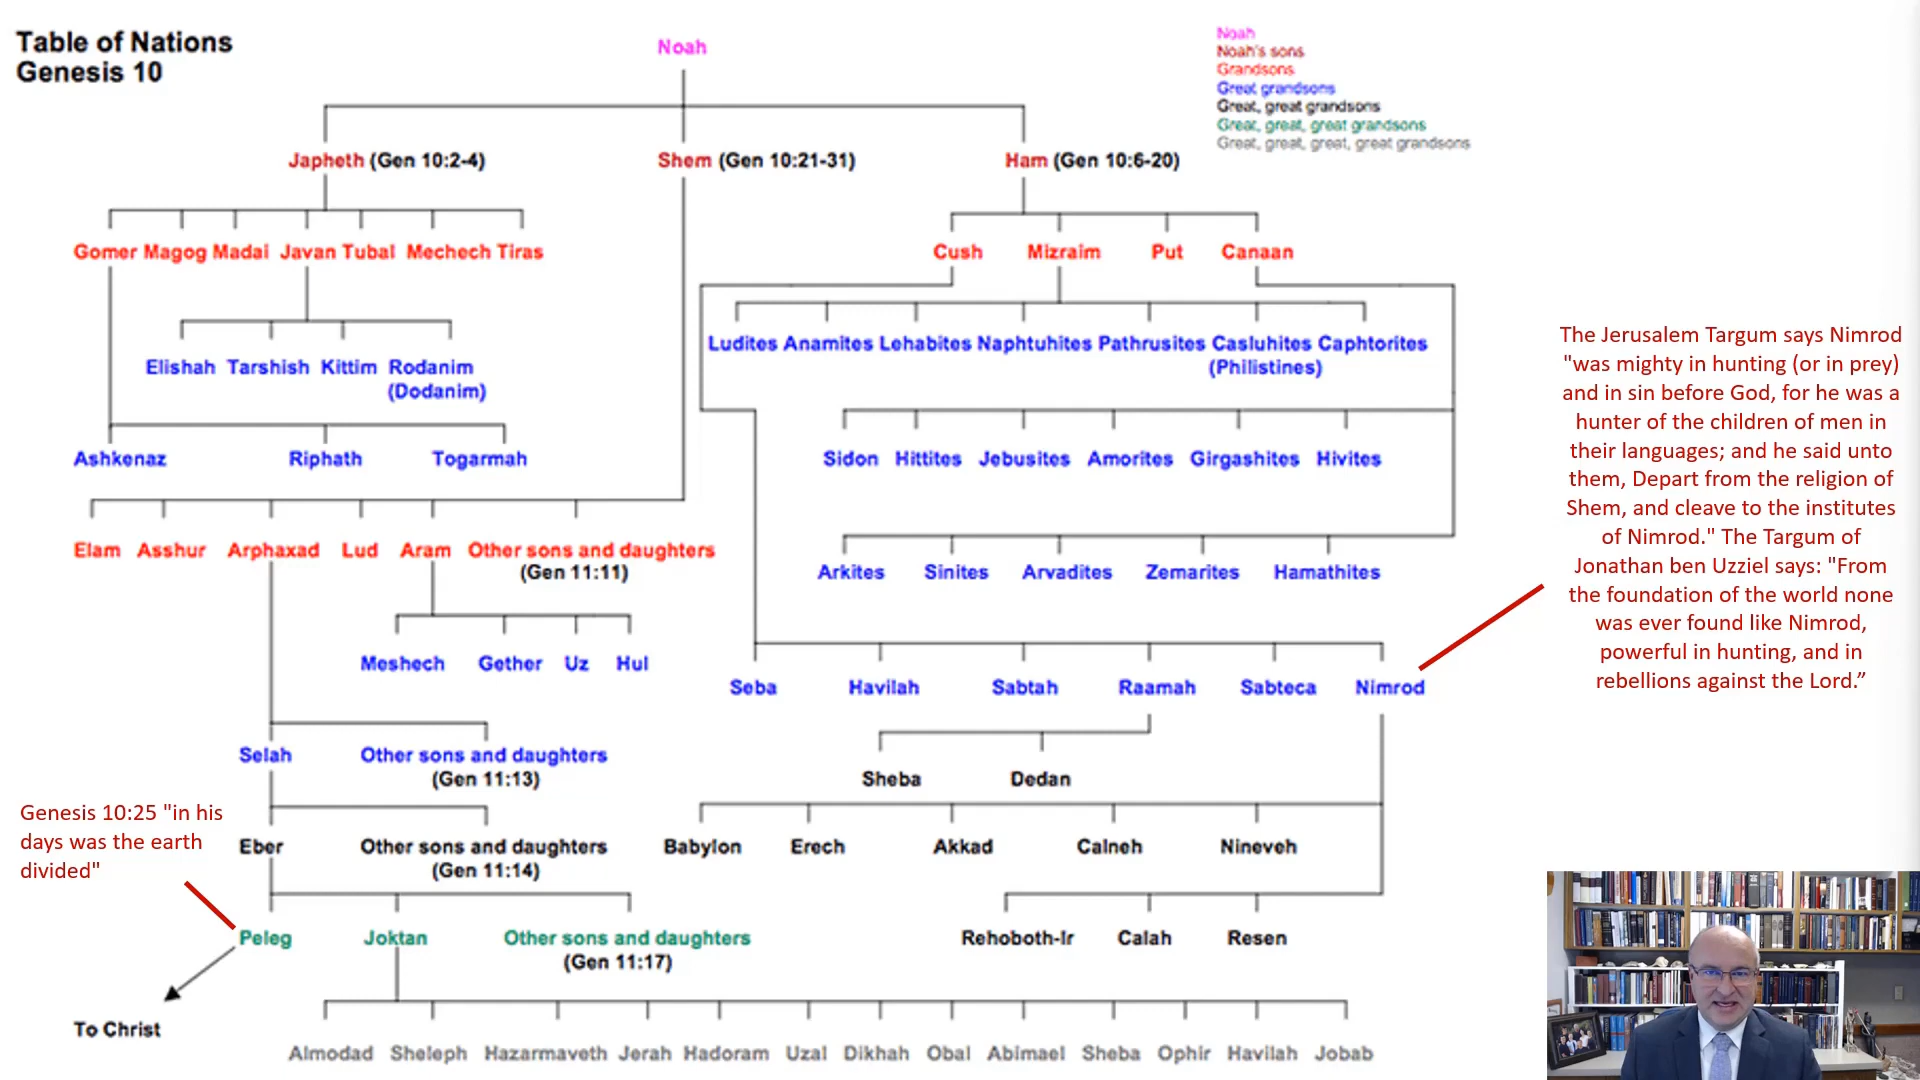 Table of Nations
Genesis 10
Noah
Noah
Noah's sons
Grandsons
Great grandsons
Great, great grandsons
Great, great, great grandsons
Great, great, great, great grandsons
Japheth (Gen 10:2-4)
Shem (Gen 10:21-31)
Ham (Gen 10:6-20)
Gomer Magog Madai Javan Tubal Mechech Tiras
Cush Mizraim Put Canaan
Ludites Anamites Lehabites Naphtuhites Pathrusites Casluhites Caphtorites
(Philistines)
Elishah Tarshish Kittim Rodanim
(Dodanim)
Ashkenaz Riphath Togarmah
Sidon Hittites Jebusites Amorites Girgashites Hivites
Elam Asshur Arphaxad Lud Aram Other sons and daughters
(Gen 11:11)
Arkites Sinites Arvadites Zemarites Hamathites
Meshech Gether Uz Hul
Seba Havilah Sabtah Raamah Sabteca Nimrod
The Jerusalem Targum says Nimrod
"was mighty in hunting (or in prey)
and in sin before God, for he was a
hunter of the children of men in
their languages; and he said unto
them, Depart from the religion of
Shem, and cleave to the institutes
of Nimrod." The Targum of
Jonathan ben Uzziel says: "From
the foundation of the world none
was ever found like Nimrod,
powerful in hunting, and in
rebellions against the Lord.”
Selah Other sons and daughters
(Gen 11:13)
Sheba Dedan
Genesis 10:25 "in his
days was the earth
divided"
Eber Other sons and daughters
(Gen 11:14)
Babylon Erech Akkad Calneh Nineveh
Peleg Joktan Other sons and daughters
(Gen 11:17)
Rehoboth-Ir Calah Resen
To Christ
Almodad Sheleph Hazarmaveth Jerah Hadoram Uzal Dikhah Obal Abimael Sheba Ophir Havilah Jobab